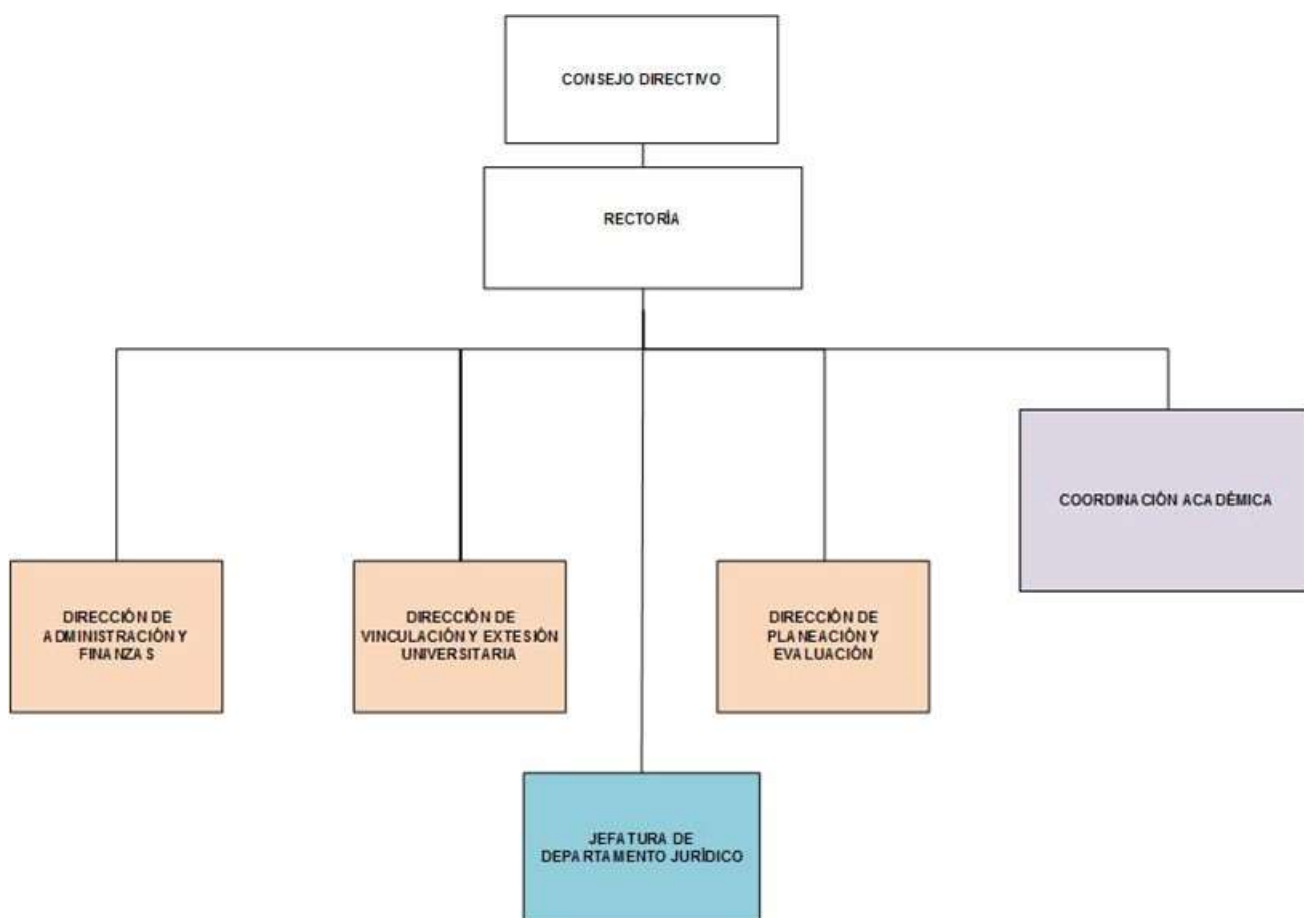 CONSEJO DIRECTIVO
RECTORÍA
COORDINACIÓN ACADÉMICA
DIRECCIÓN DE
ADMINISTRACIÓN Y
FINANZAS
DIRECCIÓN DE
VINCULACIÓN Y EXTESIÓN
UNIVERSITARIA
DIRECCIÓN DE
PLANEACIÓN Y
EVALUACIÓN
JEFATURA DE
DEPARTAMENTO JURÍDICO